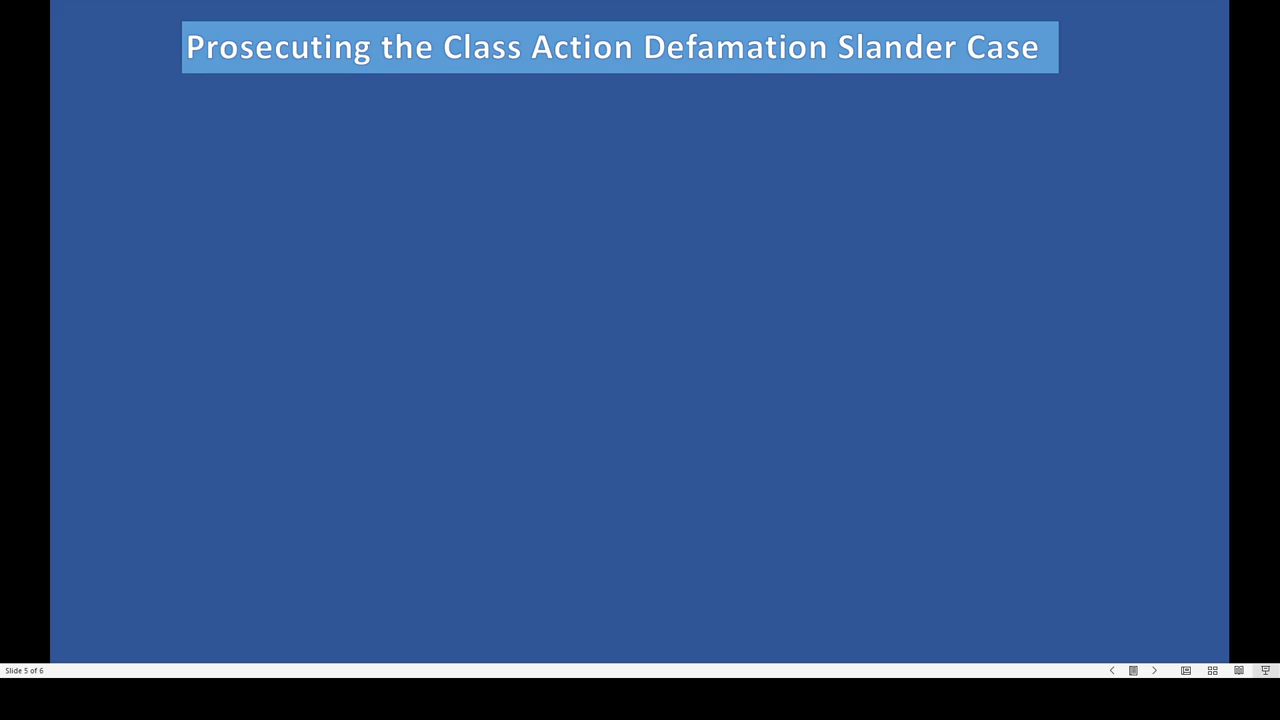 Prosecuting the Class Action Defamation Slander Case
Slide 5 of 6